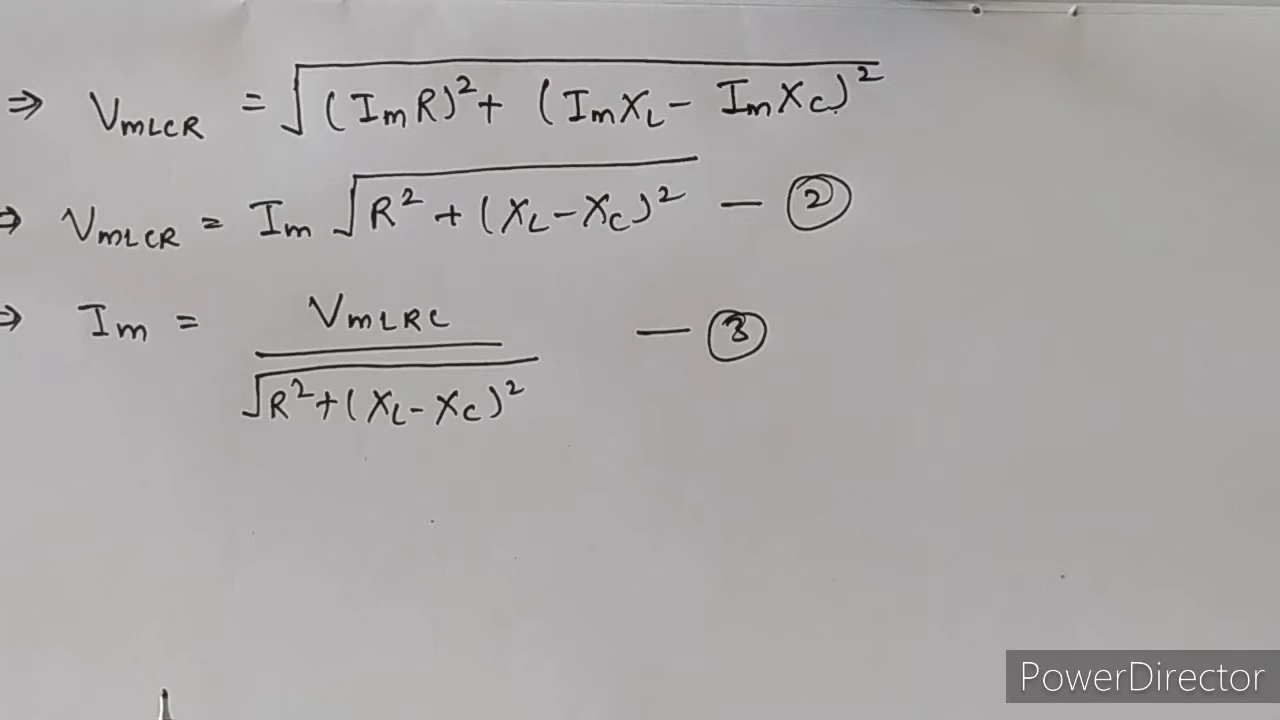 ⇒ VmLCR = √(ImR)² + (ImXL - ImXC)²
⇒ VmLCR = Im √R² + (XL - XC)² — ②
⇒ Im = VmLRC / √R² + (XL - XC)² — ③
PowerDirector